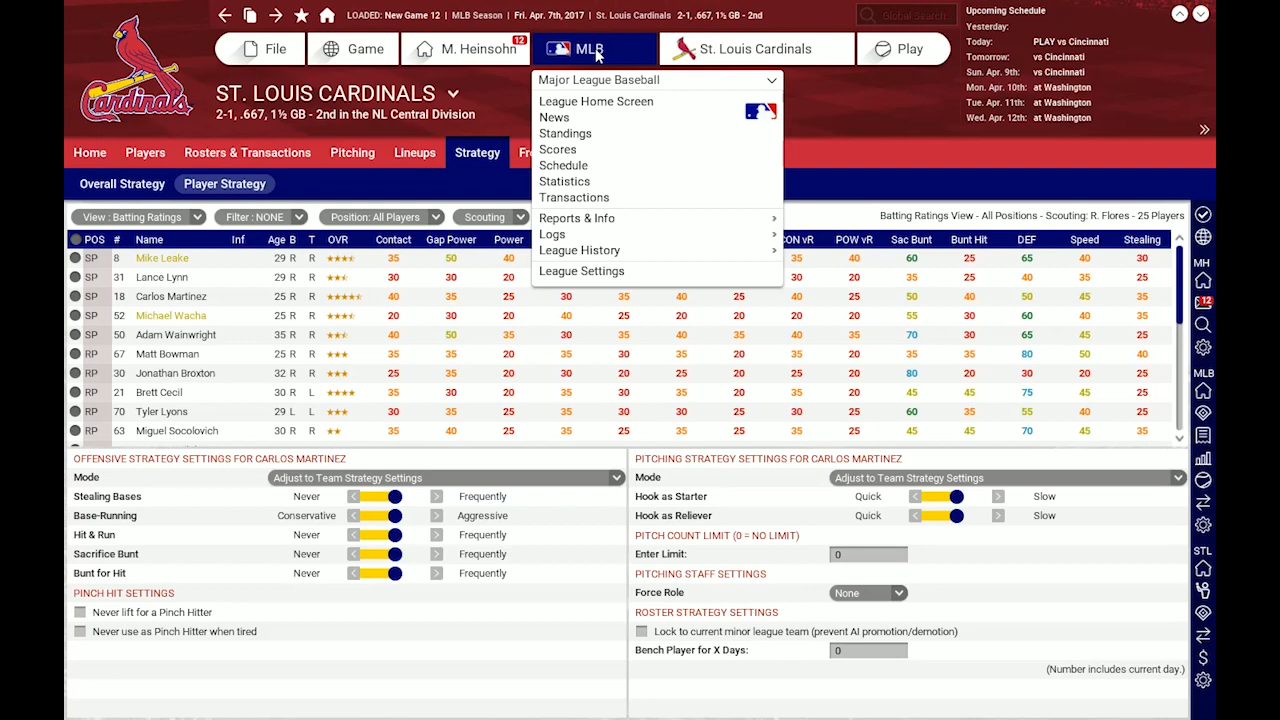 LOADED: New Game 12 | MLB Season | Fri. Apr. 7th, 2017 | St. Louis Cardinals 2-1, .667, 1½ GB - 2nd
Global Search...
Upcoming Schedule
Yesterday:
Today: PLAY vs Cincinnati
Tomorrow: vs Cincinnati
Sun. Apr. 9th: vs Cincinnati
Mon. Apr. 10th: at Washington
Tue. Apr. 11th: at Washington
Wed. Apr. 12th: at Washington
File Game M. Heinsohn 12 MLB St. Louis Cardinals Play
Cardinals
ST. LOUIS CARDINALS
2-1, .667, 1½ GB - 2nd in the NL Central Division
Major League Baseball
League Home Screen
News
Standings
Scores
Schedule
Statistics
Transactions
Reports & Info
Logs
League History
League Settings
Home Players Rosters & Transactions Pitching Lineups Strategy Fr
Overall Strategy Player Strategy
View : Batting Ratings Filter : NONE Position: All Players Scouting
Batting Ratings View - All Positions - Scouting: R. Flores - 25 Players
POS # Name Inf Age B T OVR Contact Gap Power Power CON vR POW vR Sac Bunt Bunt Hit DEF Speed Stealing
SP 8 Mike Leake 29 R R 35 50 40 35 40 60 25 65 40 30
SP 31 Lance Lynn 29 R R 30 30 20 30 20 50 30 40 35 25
SP 18 Carlos Martinez 25 R R 40 35 25 30 35 40 25 40 25 50 40 50 40 35
SP 52 Michael Wacha 25 R R 20 30 20 40 25 20 20 20 20 55 30 60 40 35
SP 50 Adam Wainwright 35 R R 40 50 35 30 35 40 35 40 35 70 30 65 45 25
RP 67 Matt Bowman 25 R R 35 35 20 35 30 35 20 35 20 35 35 80 50 40
RP 30 Jonathan Broxton 32 R R 25 35 20 30 30 25 20 25 20 80 20 30 20 25
RP 21 Brett Cecil 30 R L 35 30 20 35 25 35 20 35 20 45 45 75 45 25
RP 70 Tyler Lyons 29 L L 30 35 25 30 30 25 20 30 25 60 35 55 40 25
RP 63 Miguel Socolovich 30 R R 35 40 25 35 25 35 25 35 25 45 45 70 45 35
OFFENSIVE STRATEGY SETTINGS FOR CARLOS MARTINEZ
Mode Adjust to Team Strategy Settings
Stealing Bases Never Frequently
Base-Running Conservative Aggressive
Hit & Run Never Frequently
Sacrifice Bunt Never Frequently
Bunt for Hit Never Frequently
PINCH HIT SETTINGS
Never lift for a Pinch Hitter
Never use as Pinch Hitter when tired
PITCHING STRATEGY SETTINGS FOR CARLOS MARTINEZ
Mode Adjust to Team Strategy Settings
Hook as Starter Quick Slow
Hook as Reliever Quick Slow
PITCH COUNT LIMIT (0 = NO LIMIT)
Enter Limit: 0
PITCHING STAFF SETTINGS
Force Role None
ROSTER STRATEGY SETTINGS
Lock to current minor league team (prevent AI promotion/demotion)
Bench Player for X Days: 0
(Number includes current day.)
MH
12
MLB
STL